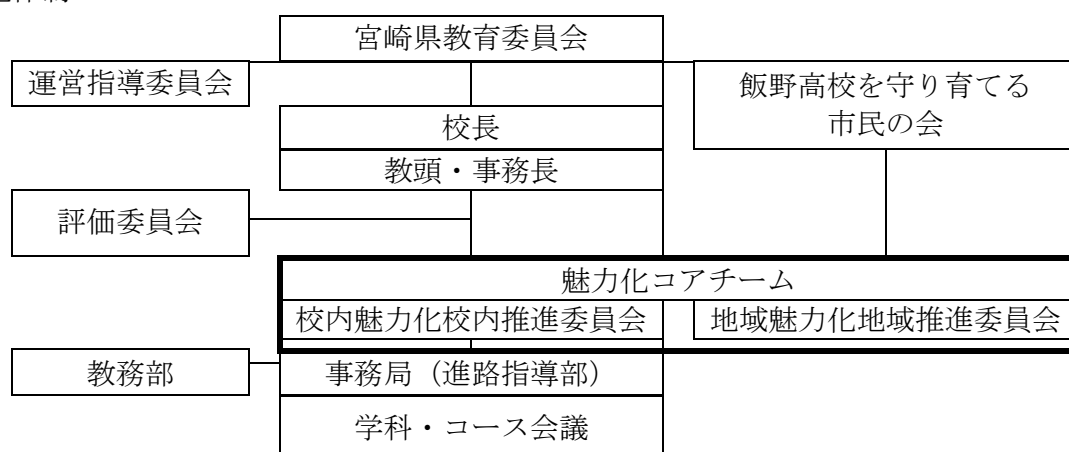 宮崎県教育委員会
運営指導委員会
飯野高校を守り育てる
市民の会
校長
教頭・事務長
評価委員会
魅力化コアチーム
校内魅力化校内推進委員会
地域魅力化地域推進委員会
教務部
事務局（進路指導部）
学科・コース会議